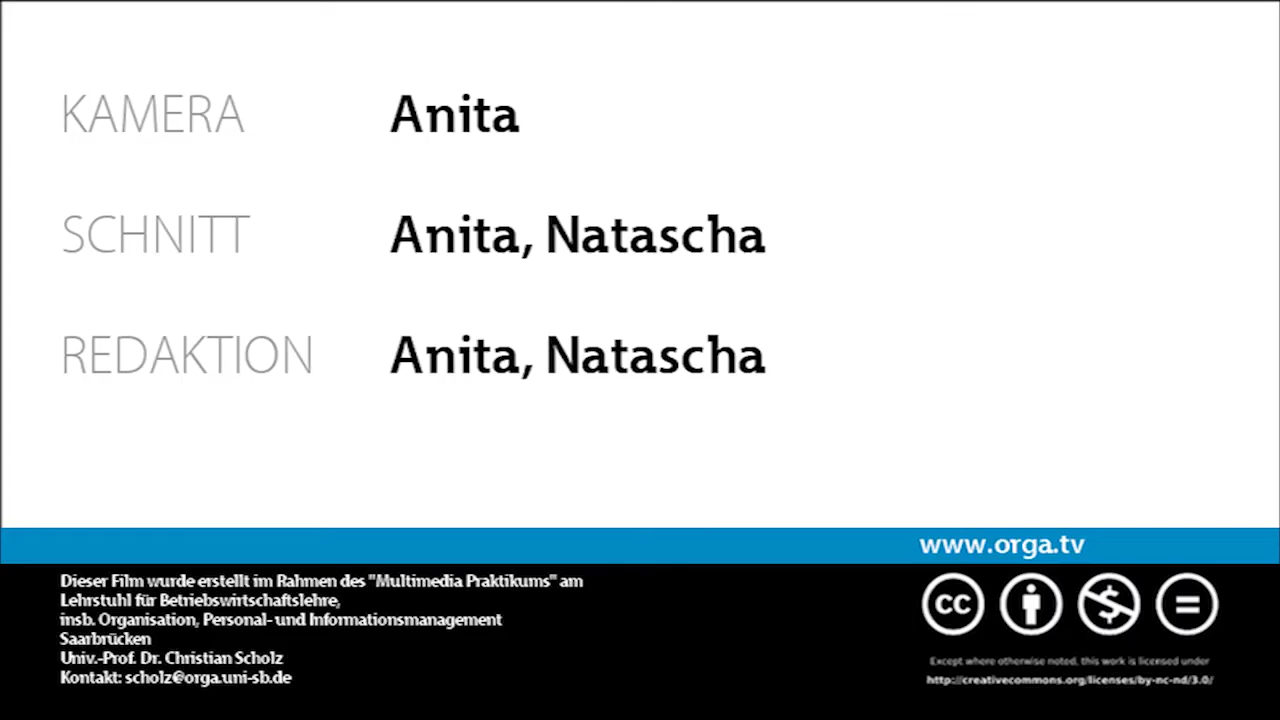 KAMERA Anita
SCHNITT Anita, Natascha
REDAKTION Anita, Natascha
www.orga.tv
Dieser Film wurde erstellt im Rahmen des "Multimedia Praktikums" am
Lehrstuhl für Betriebswirtschaftslehre,
insb. Organisation, Personal- und Informationsmanagement
Saarbrücken
Univ.-Prof. Dr. Christian Scholz
Kontakt: scholz@orga.uni-sb.de
cc
$
=
Except where otherwise noted, this work is licensed under
http://creativecommons.org/licenses/by-nc-nd/3.0/